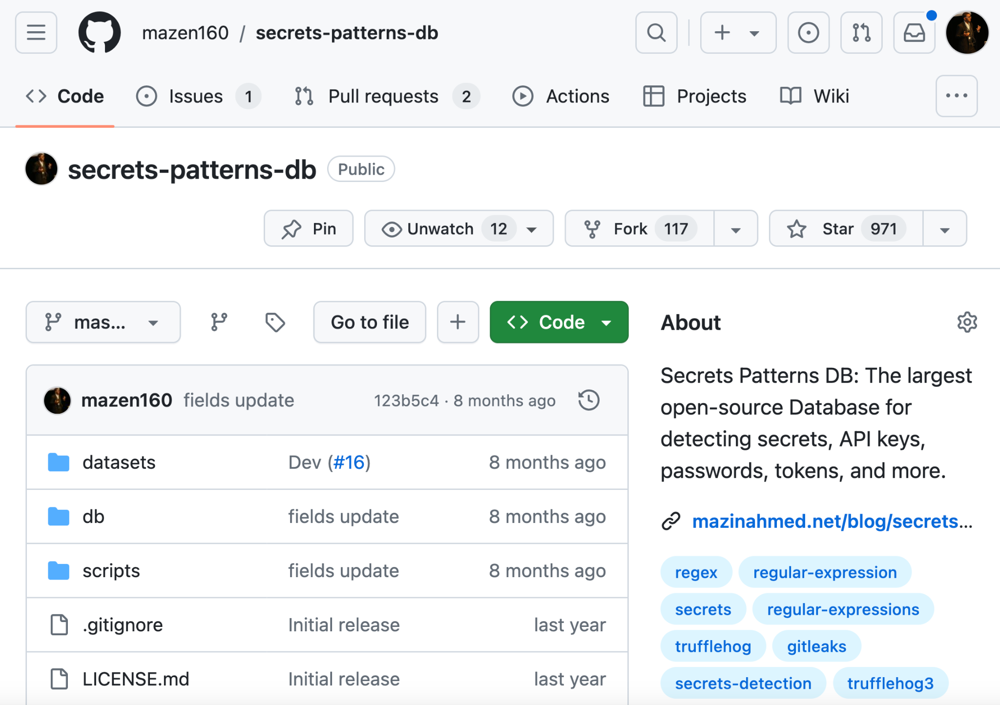 mazen160 / secrets-patterns-db
Code Issues 1 Pull requests 2 Actions Projects Wiki
secrets-patterns-db Public
Pin Unwatch 12 Fork 117 Star 971
mas... Go to file Code
mazen160 fields update 123b5c4 · 8 months ago
datasets Dev (#16) 8 months ago
db fields update 8 months ago
scripts fields update 8 months ago
.gitignore Initial release last year
LICENSE.md Initial release last year
About
Secrets Patterns DB: The largest
open-source Database for
detecting secrets, API keys,
passwords, tokens, and more.
mazinahmed.net/blog/secrets...
regex regular-expression
secrets regular-expressions
trufflehog gitleaks
secrets-detection trufflehog3